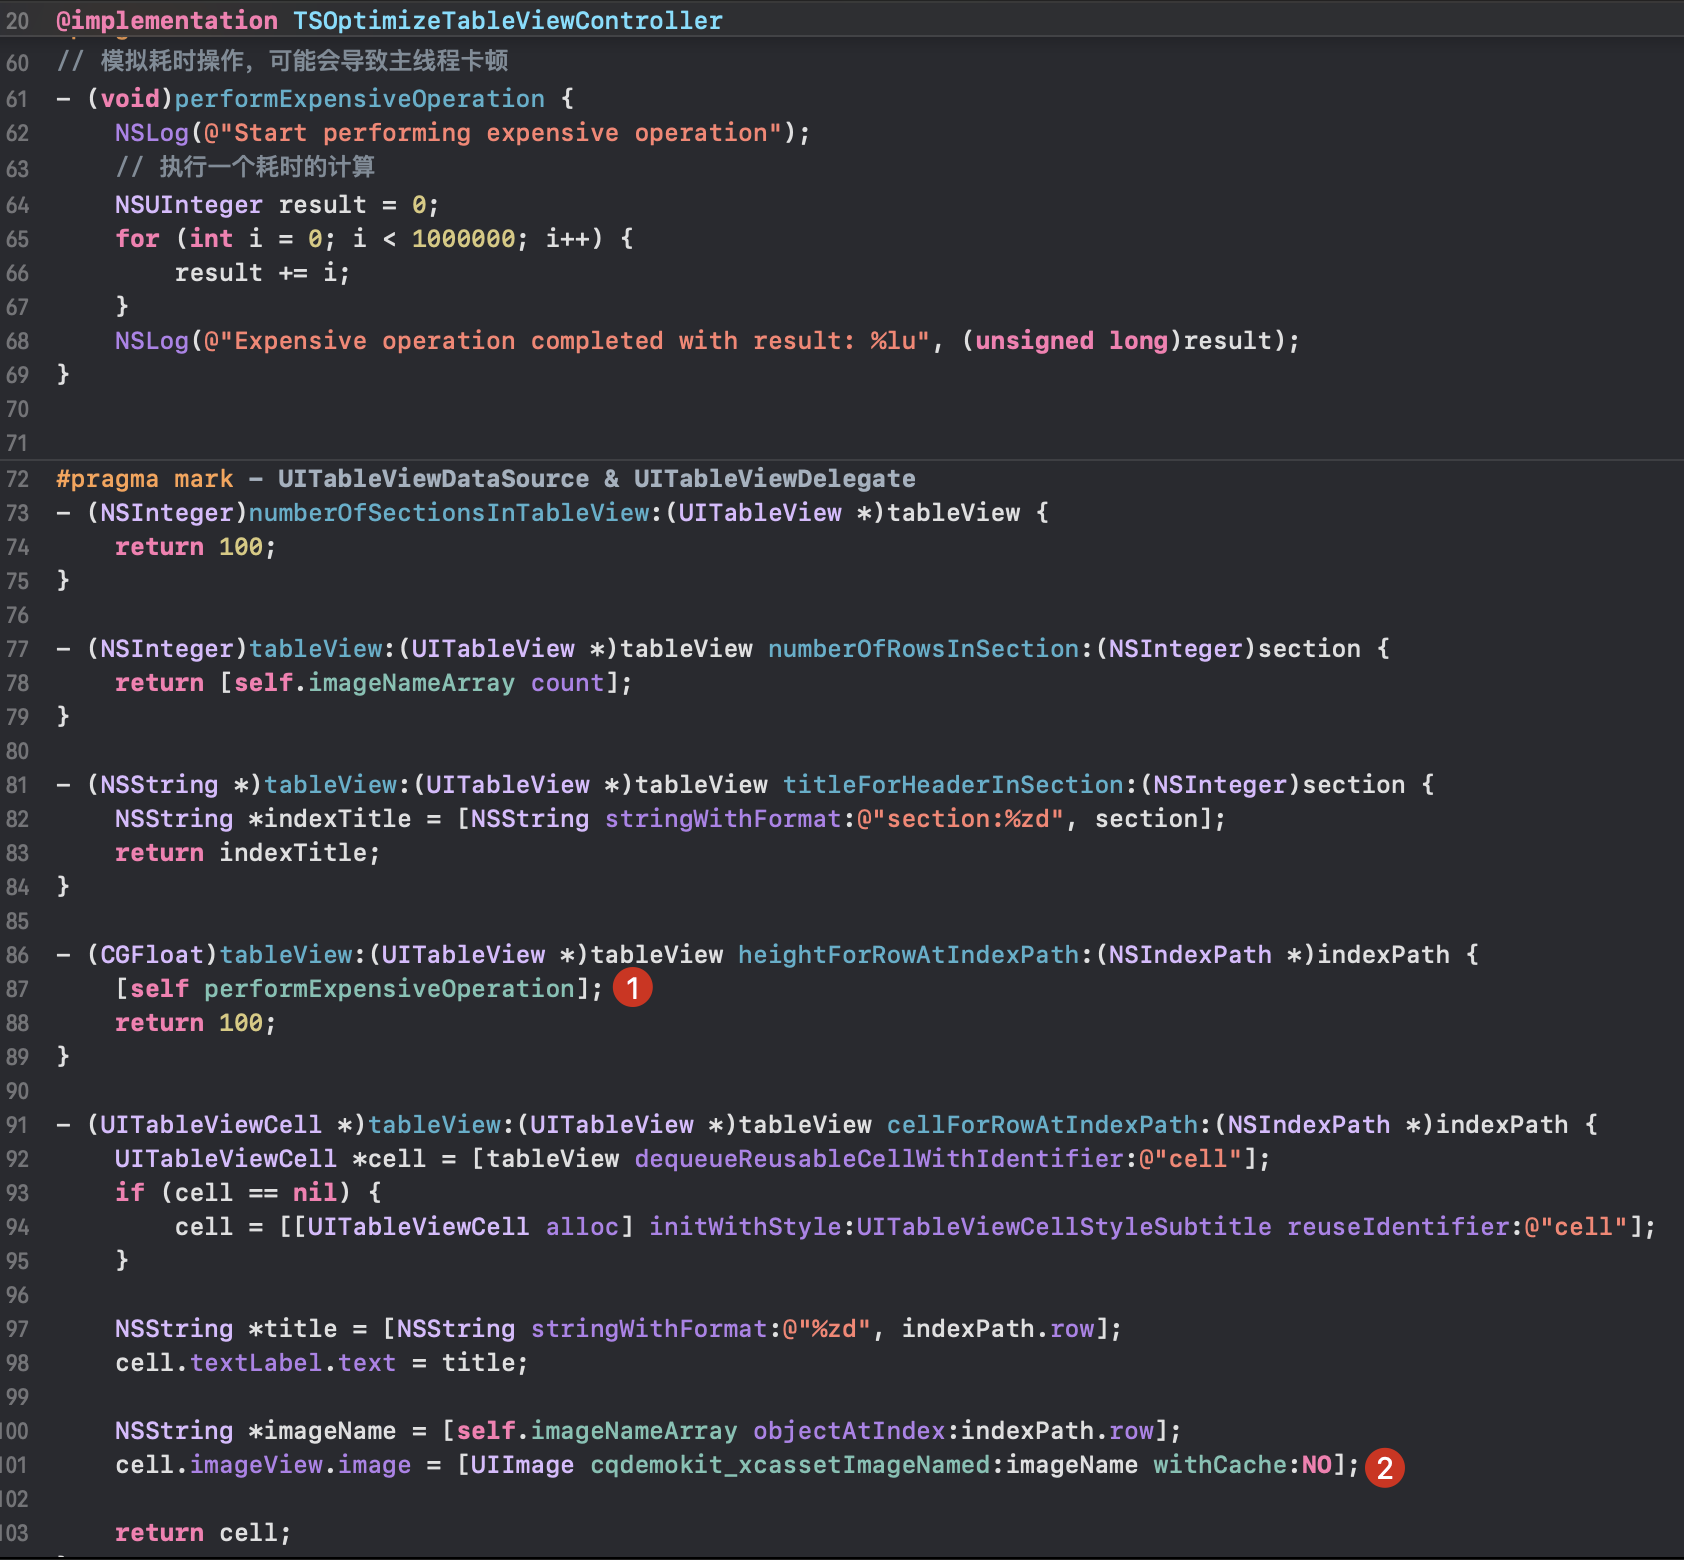 20 @implementation TSOptimizeTableViewController
60 // 模拟耗时操作，可能会导致主线程卡顿
61 - (void)performExpensiveOperation {
62 NSLog(@"Start performing expensive operation");
63 // 执行一个耗时的计算
64 NSUInteger result = 0;
65 for (int i = 0; i < 1000000; i++) {
66 result += i;
67 }
68 NSLog(@"Expensive operation completed with result: %lu", (unsigned long)result);
69 }
70
71
72 #pragma mark - UITableViewDataSource & UITableViewDelegate
73 - (NSInteger)numberOfSectionsInTableView:(UITableView *)tableView {
74 return 100;
75 }
76
77 - (NSInteger)tableView:(UITableView *)tableView numberOfRowsInSection:(NSInteger)section {
78 return [self.imageNameArray count];
79 }
80
81 - (NSString *)tableView:(UITableView *)tableView titleForHeaderInSection:(NSInteger)section {
82 NSString *indexTitle = [NSString stringWithFormat:@"section:%zd", section];
83 return indexTitle;
84 }
85
86 - (CGFloat)tableView:(UITableView *)tableView heightForRowAtIndexPath:(NSIndexPath *)indexPath {
87 [self performExpensiveOperation]; 1
88 return 100;
89 }
90
91 - (UITableViewCell *)tableView:(UITableView *)tableView cellForRowAtIndexPath:(NSIndexPath *)indexPath {
92 UITableViewCell *cell = [tableView dequeueReusableCellWithIdentifier:@"cell"];
93 if (cell == nil) {
94 cell = [[UITableViewCell alloc] initWithStyle:UITableViewCellStyleSubtitle reuseIdentifier:@"cell"];
95 }
96
97 NSString *title = [NSString stringWithFormat:@"%zd", indexPath.row];
98 cell.textLabel.text = title;
99
100 NSString *imageName = [self.imageNameArray objectAtIndex:indexPath.row];
101 cell.imageView.image = [UIImage cqdemokit_xcassetImageNamed:imageName withCache:NO]; 2
102
103 return cell;